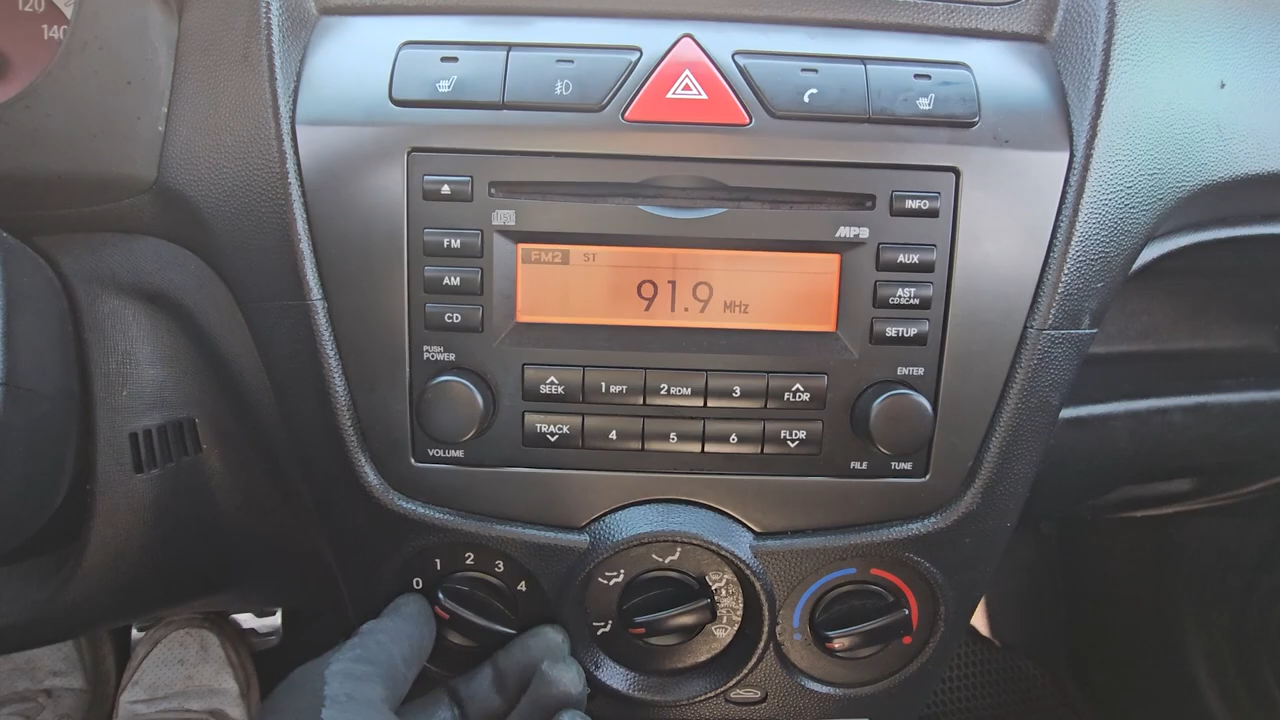 120
140
INFO
MP3
FM
AM
CD
AUX
AST
CD SCAN
SETUP
FM2 ST
91.9 MHz
PUSH
POWER
VOLUME
SEEK
1 RPT
2 RDM
3
FLDR
TRACK
4
5
6
FLDR
ENTER
FILE
TUNE
0
1
2
3
4